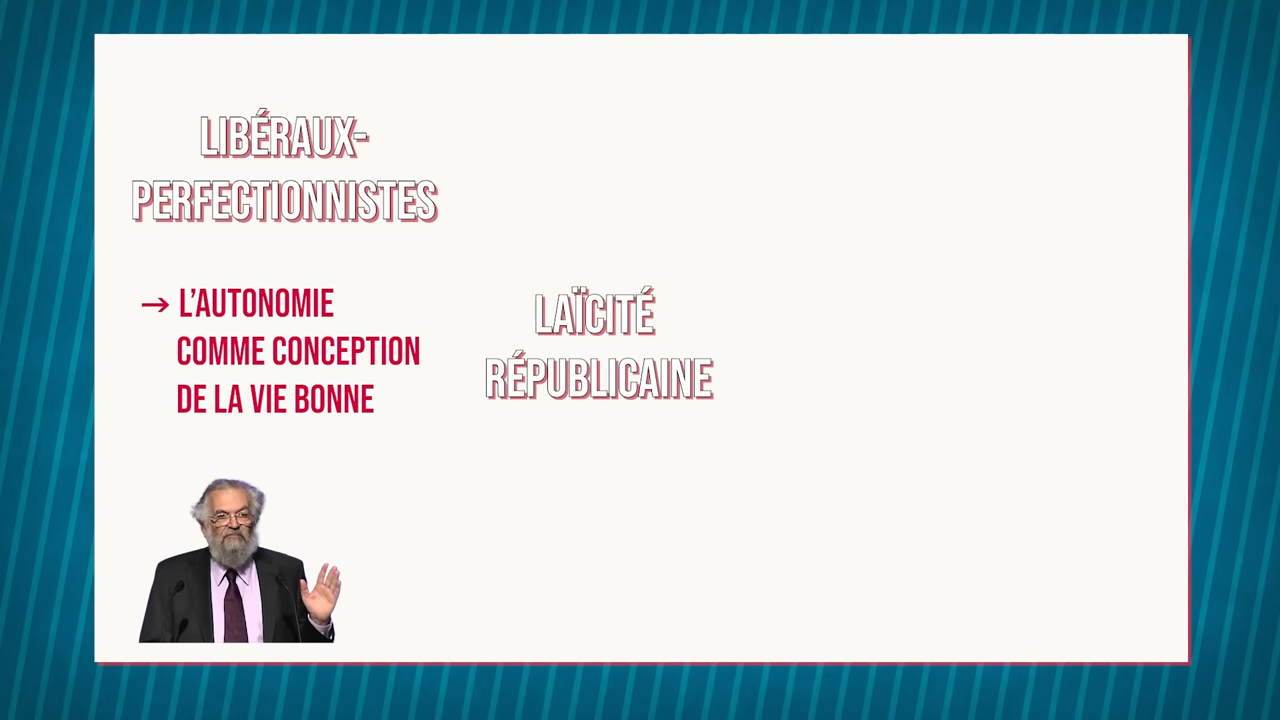 LIBÉRAUX-
PERFECTIONNISTES
→ L’AUTONOMIE
COMME CONCEPTION
DE LA VIE BONNE
LAÏCITÉ
RÉPUBLICAINE